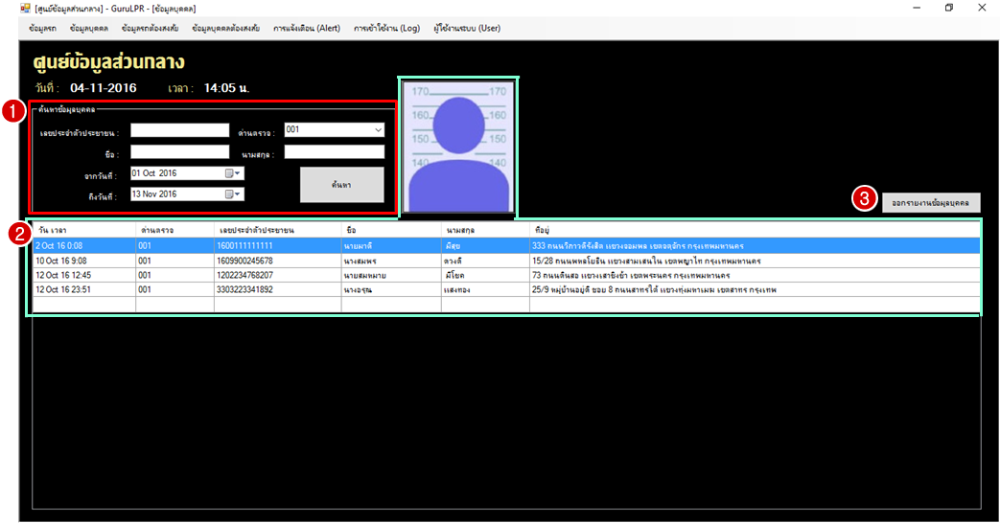 [ศูนย์ข้อมูลส่วนกลาง] - GuruLPR - [ข้อมูลบุคคล]
ข้อมูลรถ ข้อมูลบุคคล ข้อมูลรถต้องสงสัย ข้อมูลบุคคลต้องสงสัย การแจ้งเตือน (Alert) การเข้าใช้งาน (Log) ผู้ใช้งานระบบ (User)
ศูนย์ข้อมูลส่วนกลาง
วันที่ : 04-11-2016 เวลา : 14:05 น.
1
ค้นหาข้อมูลบุคคล
เลขประจำตัวประชาชน : ด่านตรวจ : 001
ชื่อ : นามสกุล :
จากวันที่ : 01 Oct 2016
ถึงวันที่ : 13 Nov 2016
ค้นหา
170 170
160 160
150 150
140 140
3
ออกรายงานข้อมูลบุคคล
2
วัน เวลา ด่านตรวจ เลขประจำตัวประชาชน ชื่อ นามสกุล ที่อยู่
2 Oct 16 0:08 001 1600111111111 นายมาดี มีสุข 333 ถนนวิภาวดีรังสิต แขวงจอมพล เขตจตุจักร กรุงเทพมหานคร
10 Oct 16 9:08 001 1609900245678 นางสมพร ดวงดี 15/28 ถนนพหลโยธิน แขวงสามเสนใน เขตพญาไท กรุงเทพมหานคร
12 Oct 16 12:45 001 1202234768207 นายสมหมาย มีโชค 73 ถนนดินสอ แขวงเสาชิงช้า เขตพระนคร กรุงเทพมหานคร
12 Oct 16 23:51 001 3303223341892 นางอรุณ แสงทอง 25/9 หมู่บ้านอยู่ดี ซอย 8 ถนนสาทรใต้ แขวงทุ่งมหาเมฆ เขตสาทร กรุงเทพ